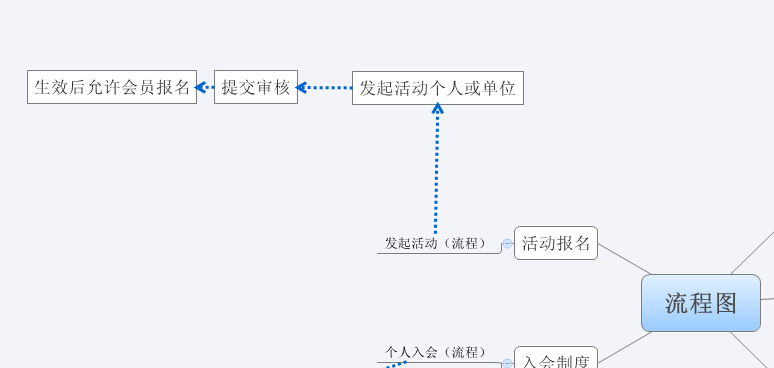 生效后允许会员报名
提交审核
发起活动个人或单位
发起活动（流程）
活动报名
流程图
个人入会（流程）
入会制度